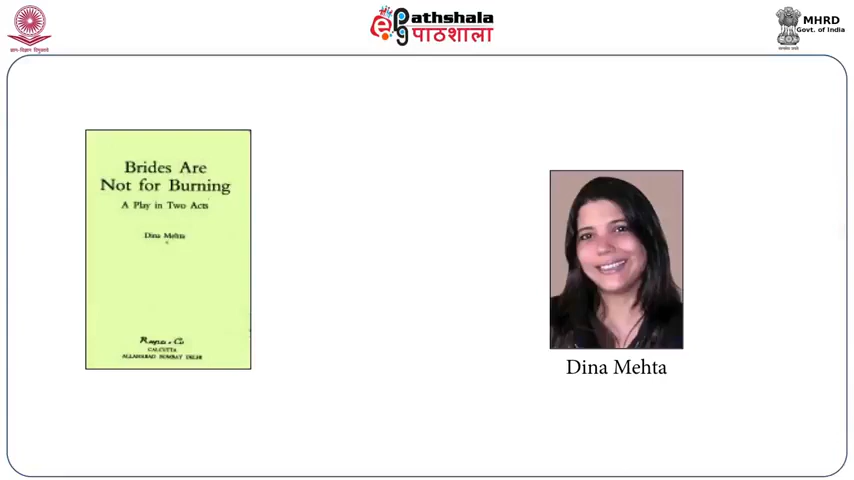 ePathshala
पाठशाला
MHRD
Govt. of India
Brides Are
Not for Burning
A Play in Two Acts
Dina Mehta
Rupa & Co
CALCUTTA
ALLAHABAD BOMBAY DELHI
Dina Mehta